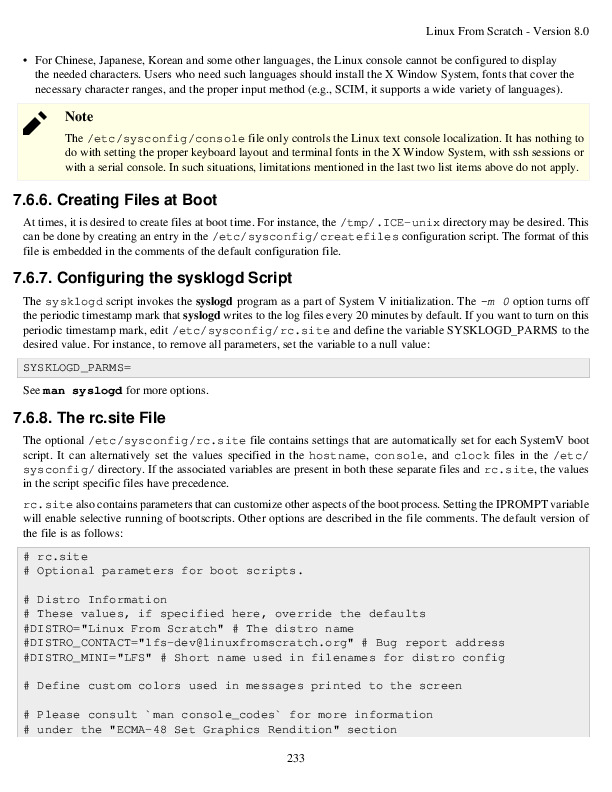 Linux From Scratch - Version 8.0
• For Chinese, Japanese, Korean and some other languages, the Linux console cannot be configured to display
the needed characters. Users who need such languages should install the X Window System, fonts that cover the
necessary character ranges, and the proper input method (e.g., SCIM, it supports a wide variety of languages).
Note
The /etc/sysconfig/console file only controls the Linux text console localization. It has nothing to
do with setting the proper keyboard layout and terminal fonts in the X Window System, with ssh sessions or
with a serial console. In such situations, limitations mentioned in the last two list items above do not apply.
7.6.6. Creating Files at Boot
At times, it is desired to create files at boot time. For instance, the /tmp/.ICE-unix directory may be desired. This
can be done by creating an entry in the /etc/sysconfig/createfiles configuration script. The format of this
file is embedded in the comments of the default configuration file.
7.6.7. Configuring the sysklogd Script
The sysklogd script invokes the syslogd program as a part of System V initialization. The -m 0 option turns off
the periodic timestamp mark that syslogd writes to the log files every 20 minutes by default. If you want to turn on this
periodic timestamp mark, edit /etc/sysconfig/rc.site and define the variable SYSKLOGD_PARMS to the
desired value. For instance, to remove all parameters, set the variable to a null value:
SYSKLOGD_PARMS=
See man syslogd for more options.
7.6.8. The rc.site File
The optional /etc/sysconfig/rc.site file contains settings that are automatically set for each SystemV boot
script. It can alternatively set the values specified in the hostname, console, and clock files in the /etc/
sysconfig/ directory. If the associated variables are present in both these separate files and rc.site, the values
in the script specific files have precedence.
rc.site also contains parameters that can customize other aspects of the boot process. Setting the IPROMPT variable
will enable selective running of bootscripts. Other options are described in the file comments. The default version of
the file is as follows:
# rc.site
# Optional parameters for boot scripts.
# Distro Information
# These values, if specified here, override the defaults
#DISTRO="Linux From Scratch" # The distro name
#DISTRO_CONTACT="lfs-dev@linuxfromscratch.org" # Bug report address
#DISTRO_MINI="LFS" # Short name used in filenames for distro config
# Define custom colors used in messages printed to the screen
# Please consult `man console_codes` for more information
# under the "ECMA-48 Set Graphics Rendition" section
233